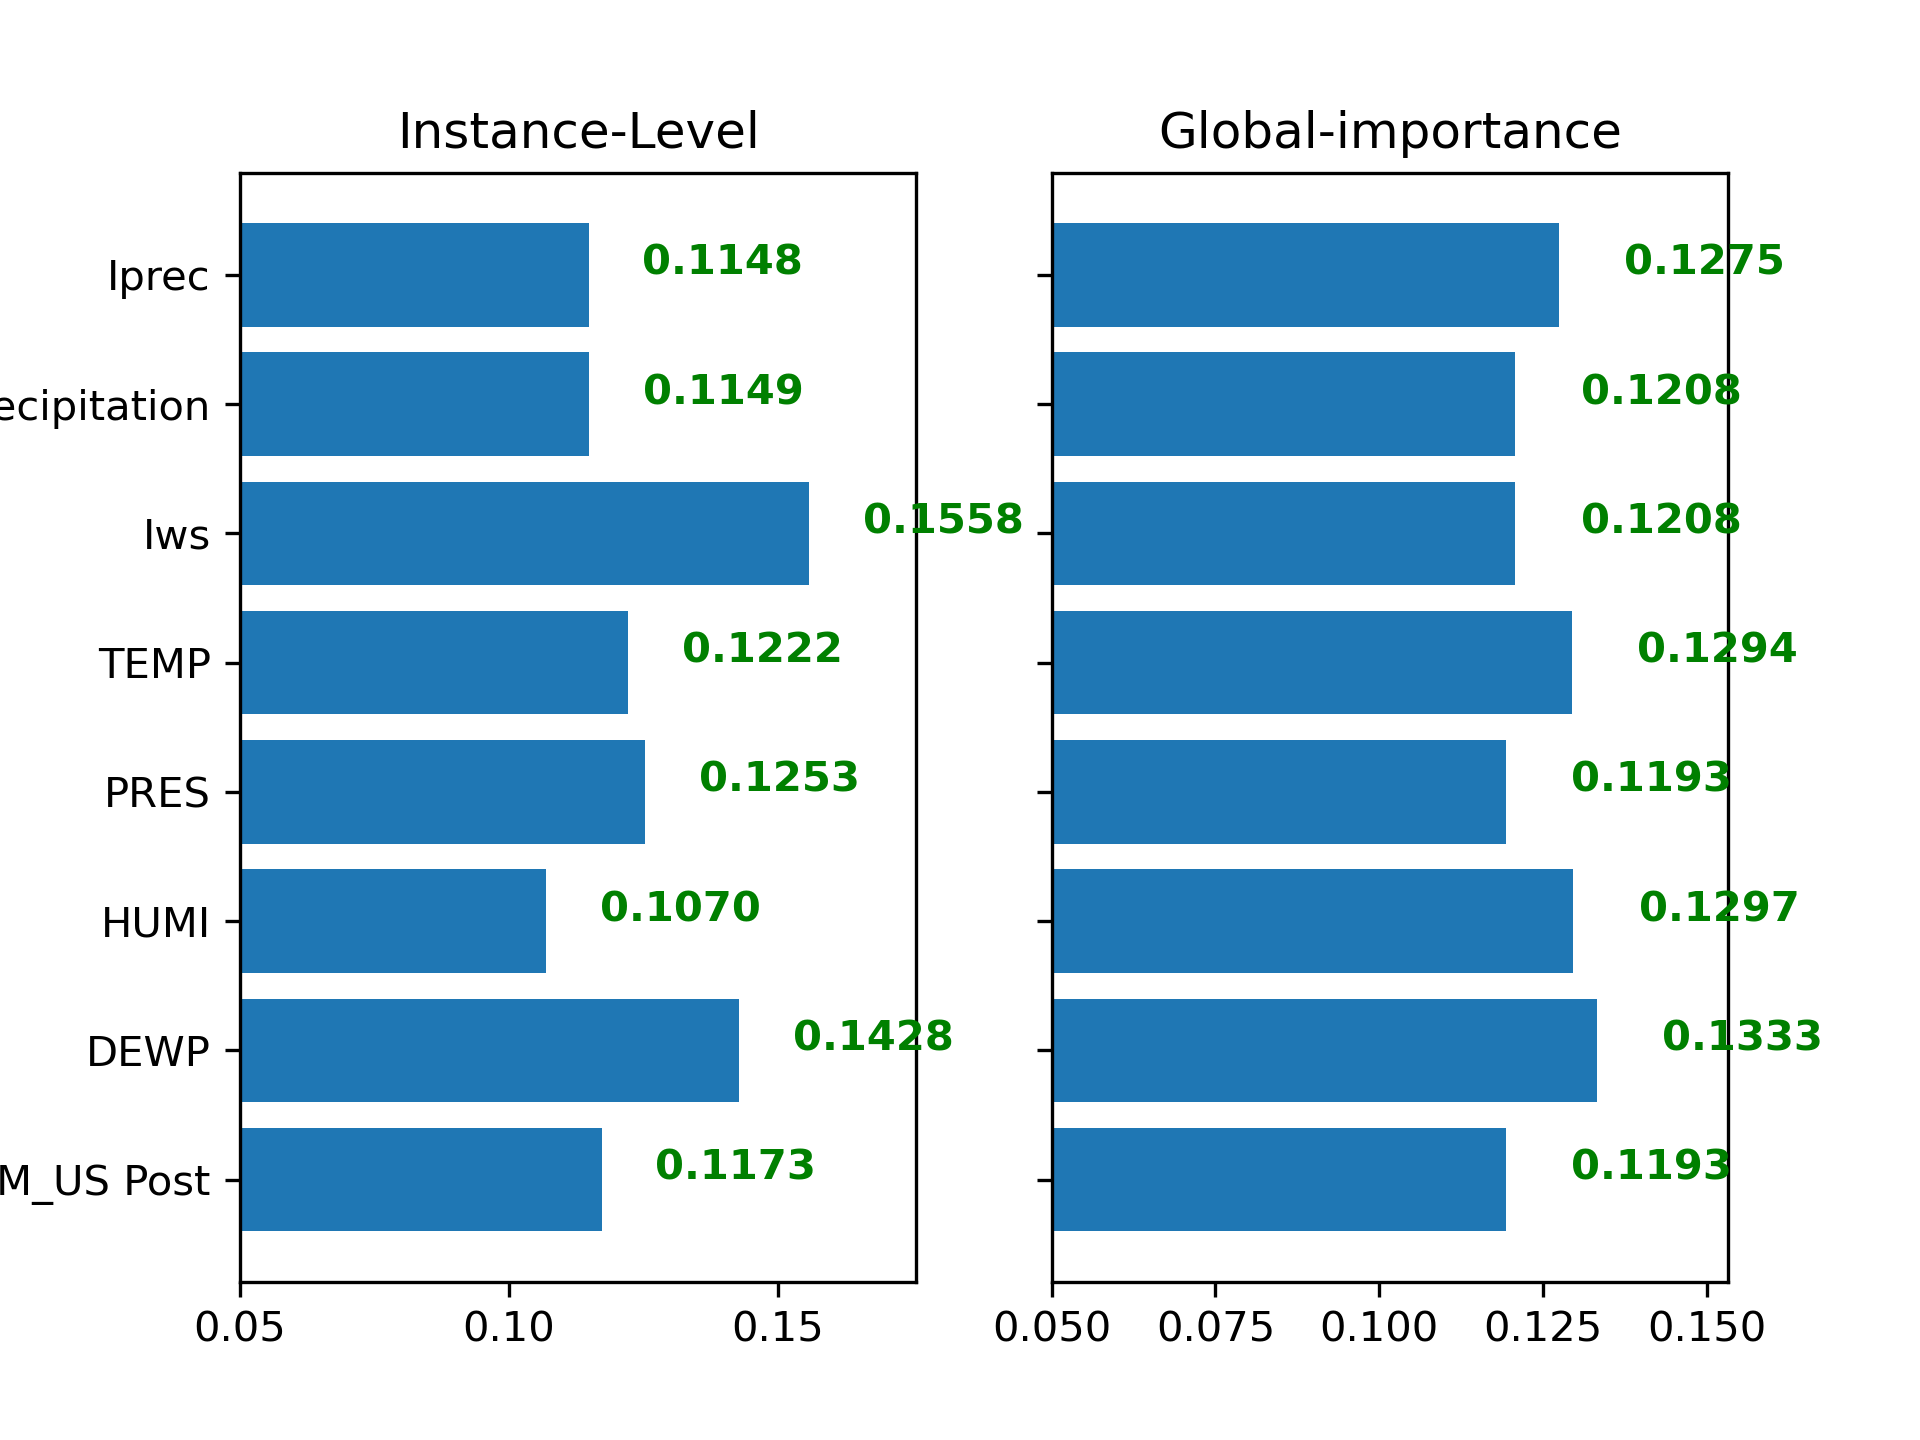 Instance-Level
Global-importance
Iprec
0.1148
0.1275
ecipitation
0.1149
0.1208
Iws
0.1558
0.1208
TEMP
0.1222
0.1294
PRES
0.1253
0.1193
HUMI
0.1070
0.1297
DEWP
0.1428
0.1333
M_US Post
0.1173
0.1193
0.05 0.10 0.15
0.050 0.075 0.100 0.125 0.150